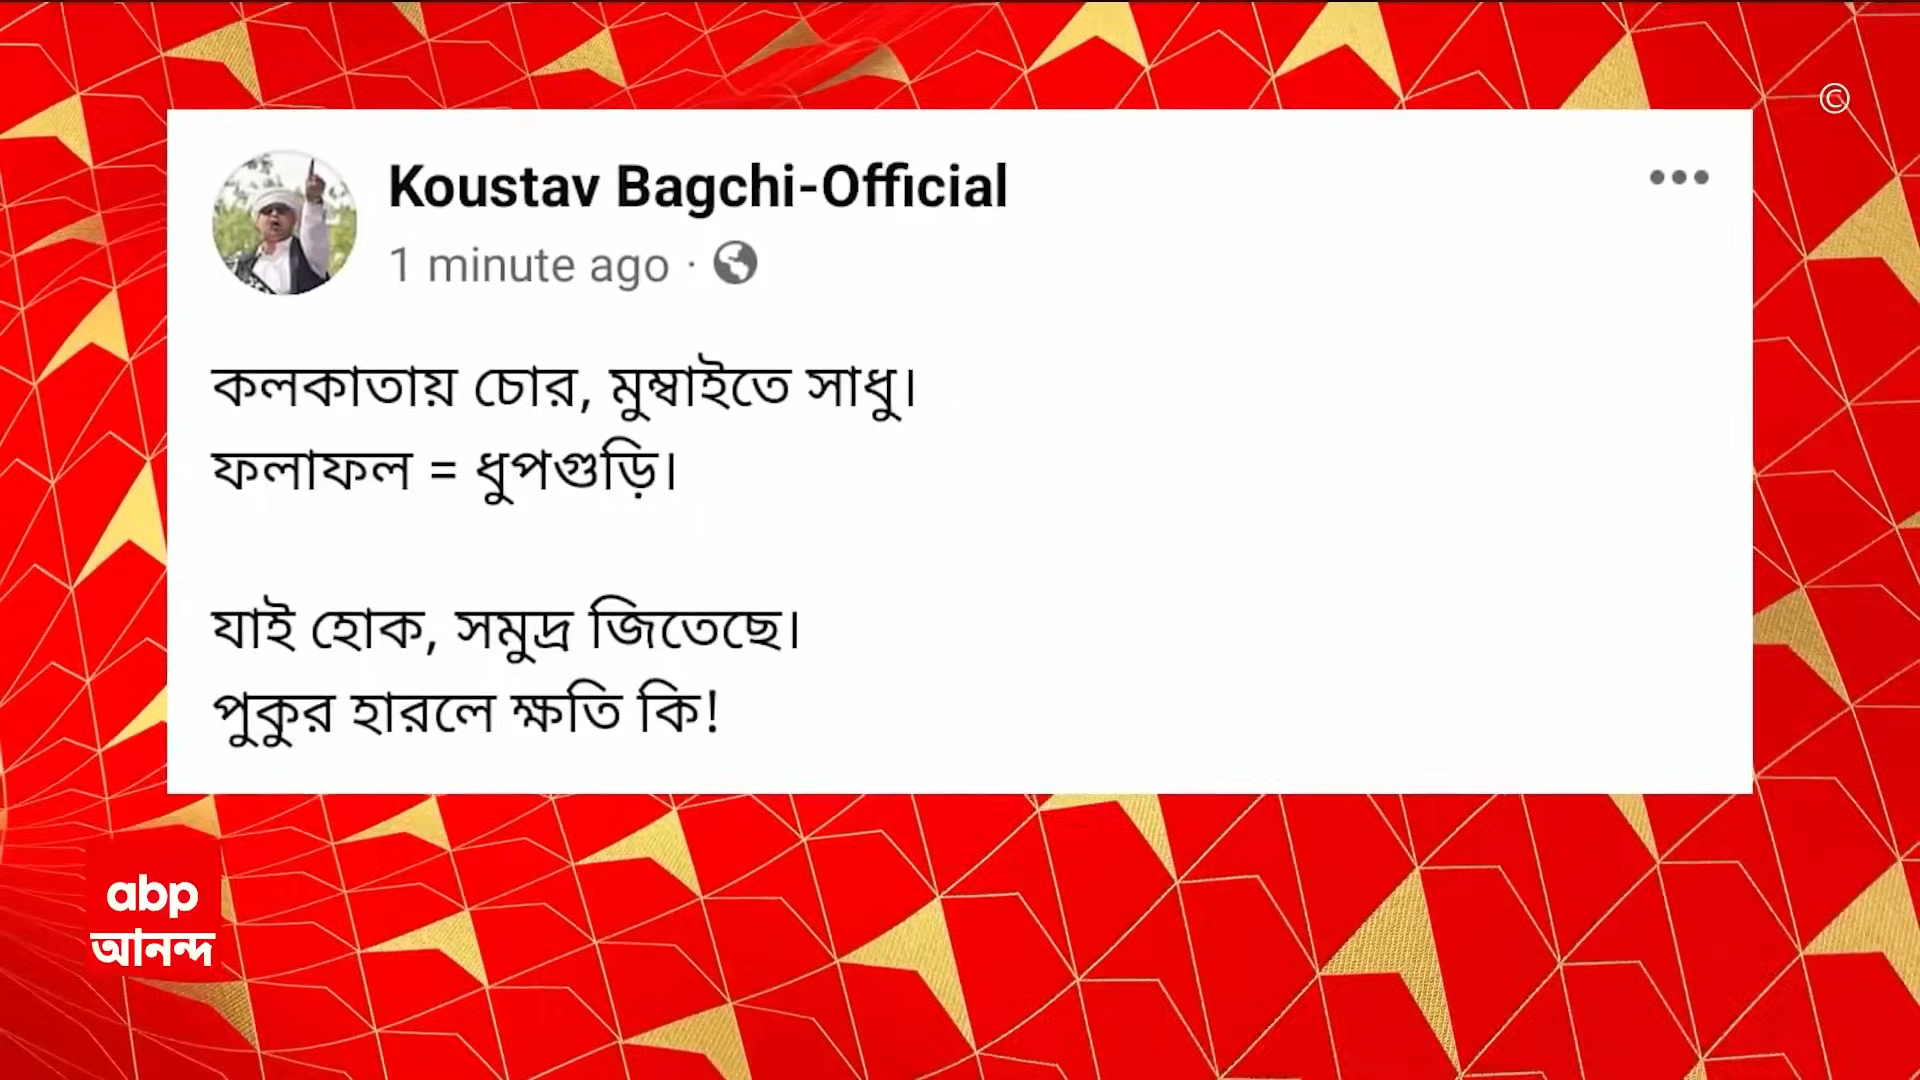 ©
Koustav Bagchi-Official
1 minute ago ·
কলকাতায় চোর, মুম্বাইতে সাধু।
ফলাফল = ধুপগুড়ি।
যাই হোক, সমুদ্র জিতেছে।
পুকুর হারলে ক্ষতি কি!
abp
আনন্দ